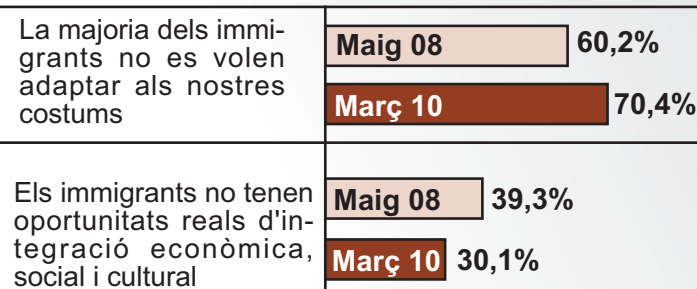 La majoria dels immi-
grants no es volen
adaptar als nostres
costums
Maig 08 60,2%
Març 10 70,4%
Els immigrants no tenen
oportunitats reals d'in-
tegració econòmica,
social i cultural
Maig 08 39,3%
Març 10 30,1%